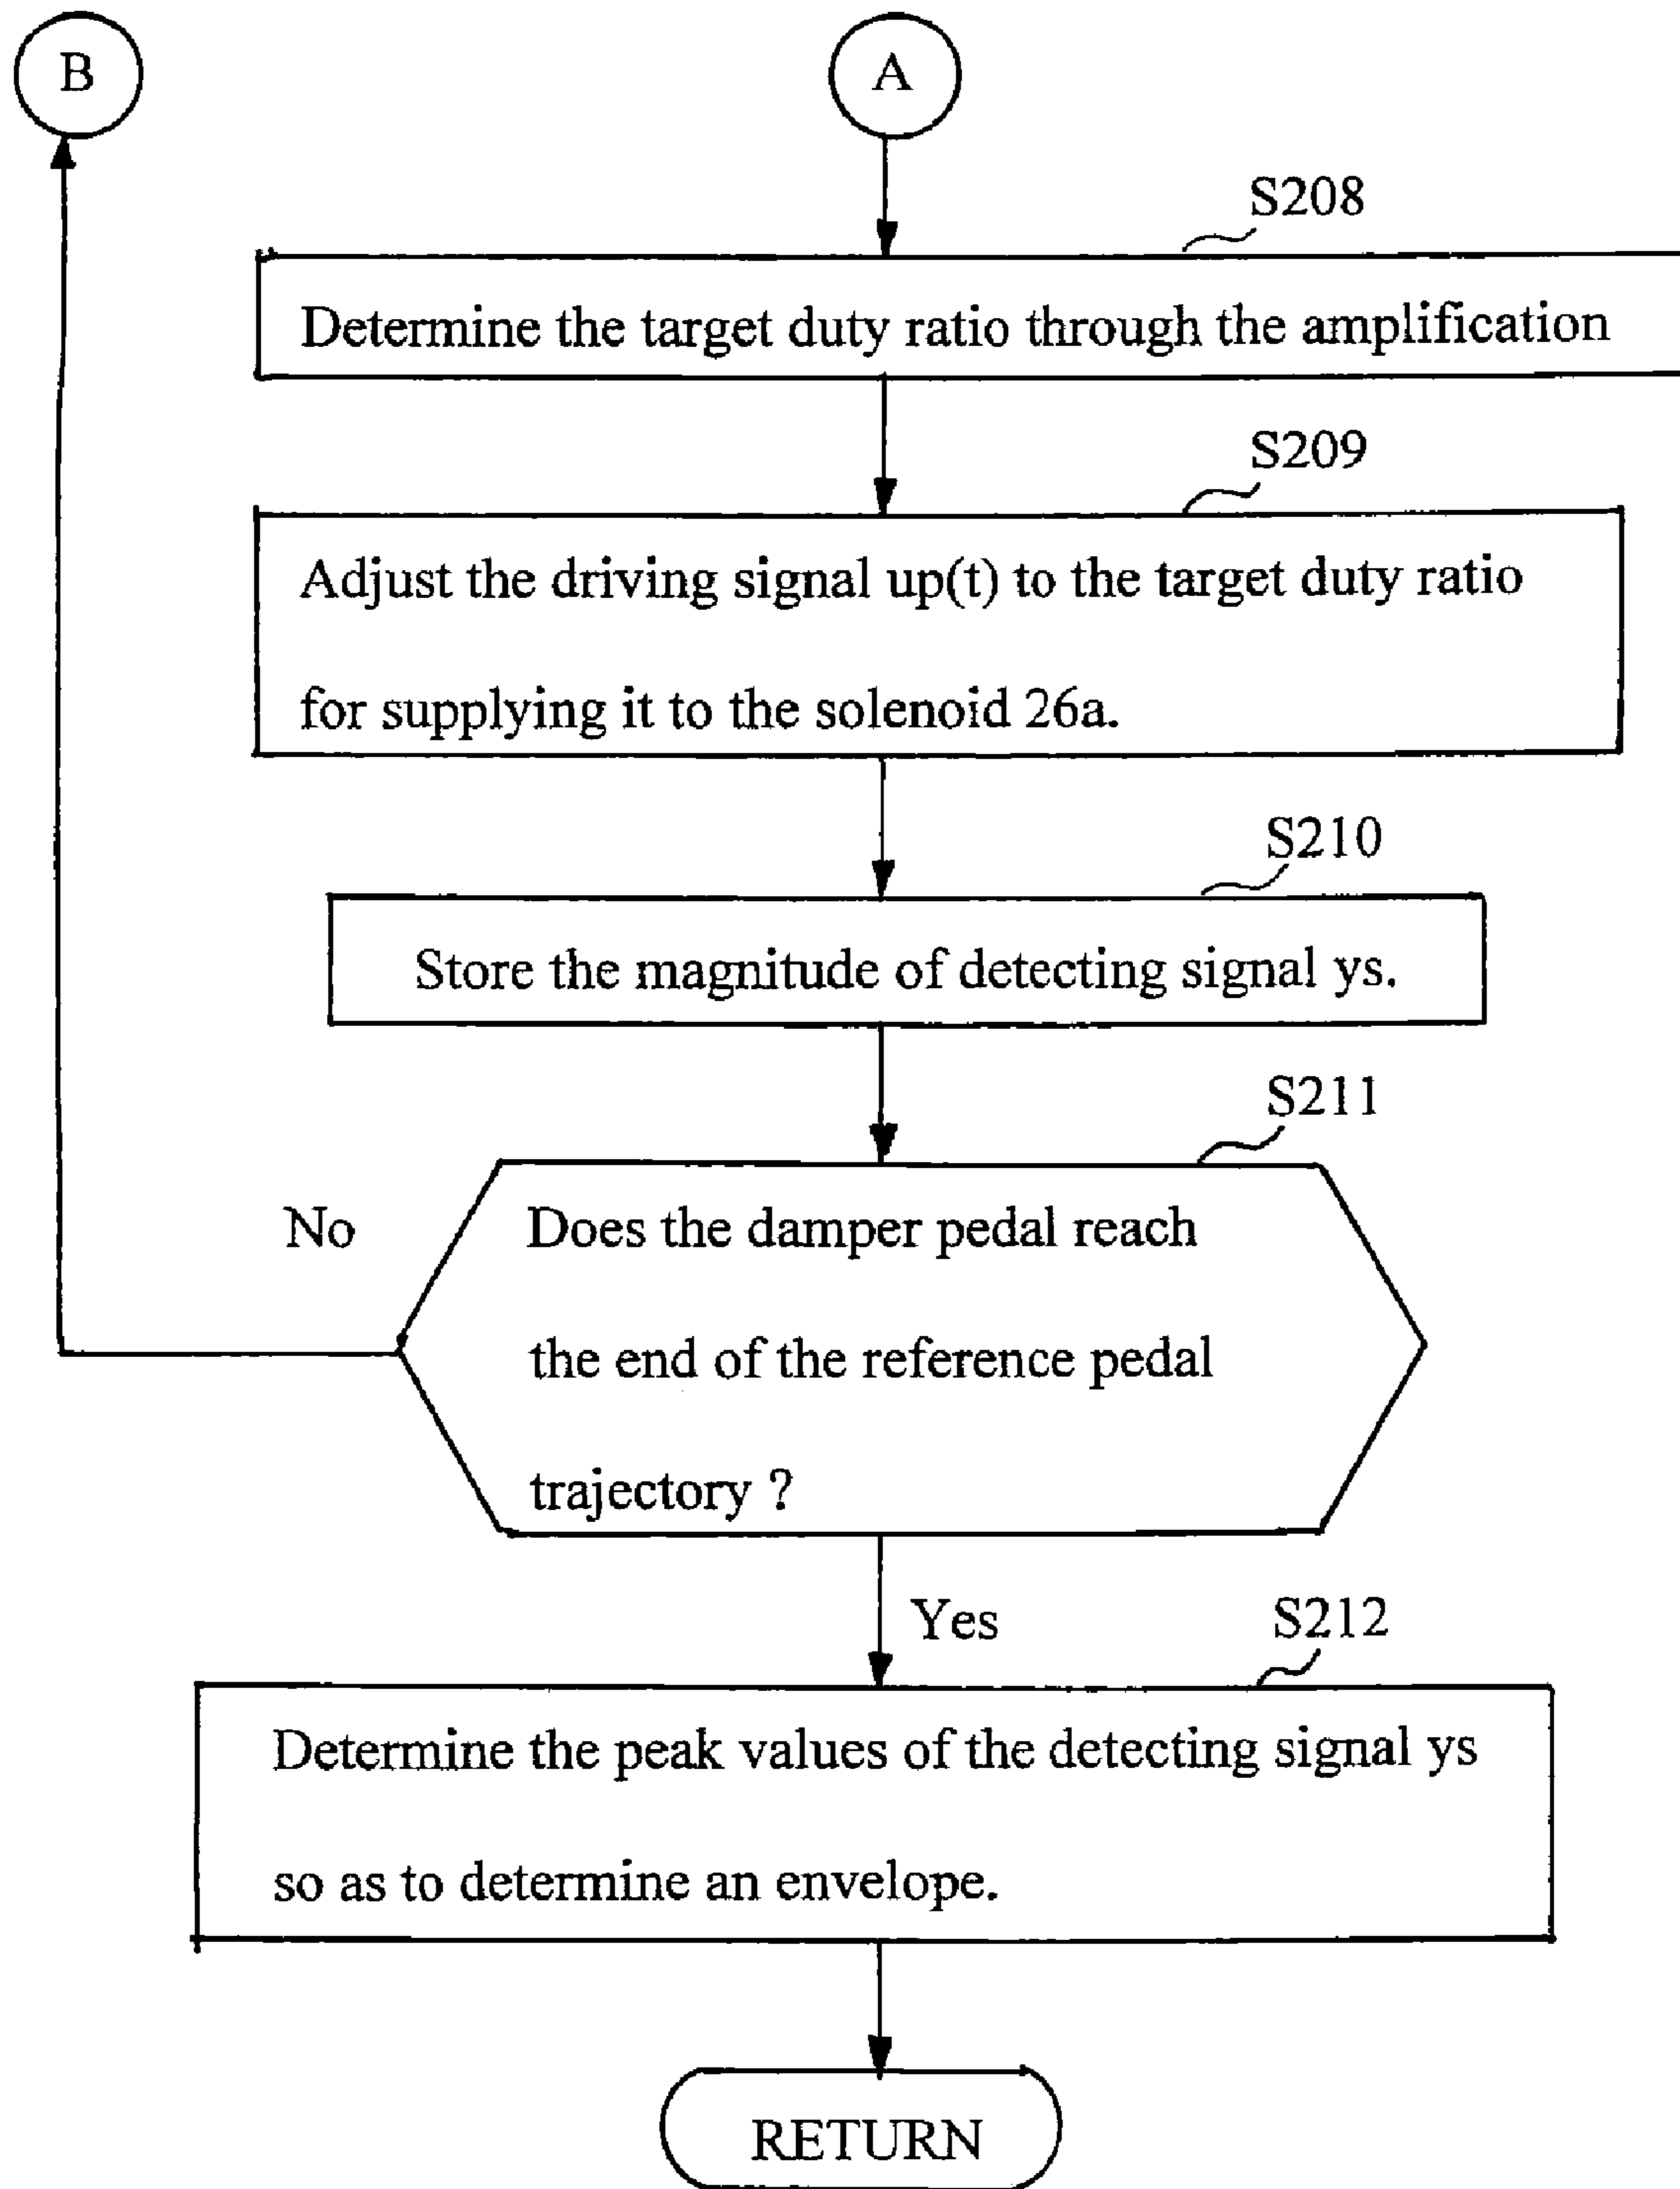 B
A
S208
Determine the target duty ratio through the amplification
S209
Adjust the driving signal up(t) to the target duty ratio
for supplying it to the solenoid 26a.
S210
Store the magnitude of detecting signal ys.
S211
No
Does the damper pedal reach
the end of the reference pedal
trajectory ?
Yes
S212
Determine the peak values of the detecting signal ys
so as to determine an envelope.
RETURN